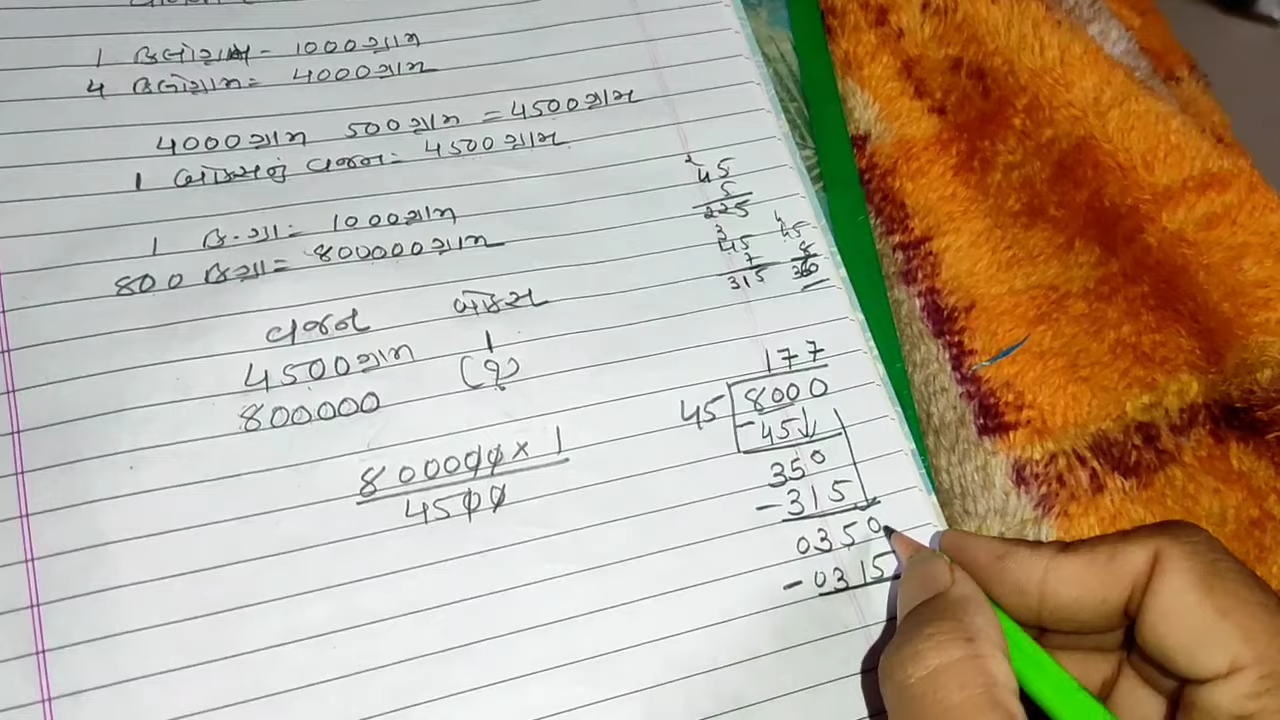 1 કિલોગ્રામ = 1000 ગ્રામ
4 કિલોગ્રામ = 4000 ગ્રામ
4000 ગ્રામ 500 ગ્રામ = 4500 ગ્રામ
1 બોક્સનું વજન = 4500 ગ્રામ
1 કિ.ગ્રા = 1000 ગ્રામ
800 કિગ્રા = 800000 ગ્રામ
વજન બોક્સ
4500 ગ્રામ 1
800000 (?)
800000 × 1
4500
45
5
225
45
7
315
45
8
360
177
45 8000
-45
350
-315
0350
-0315